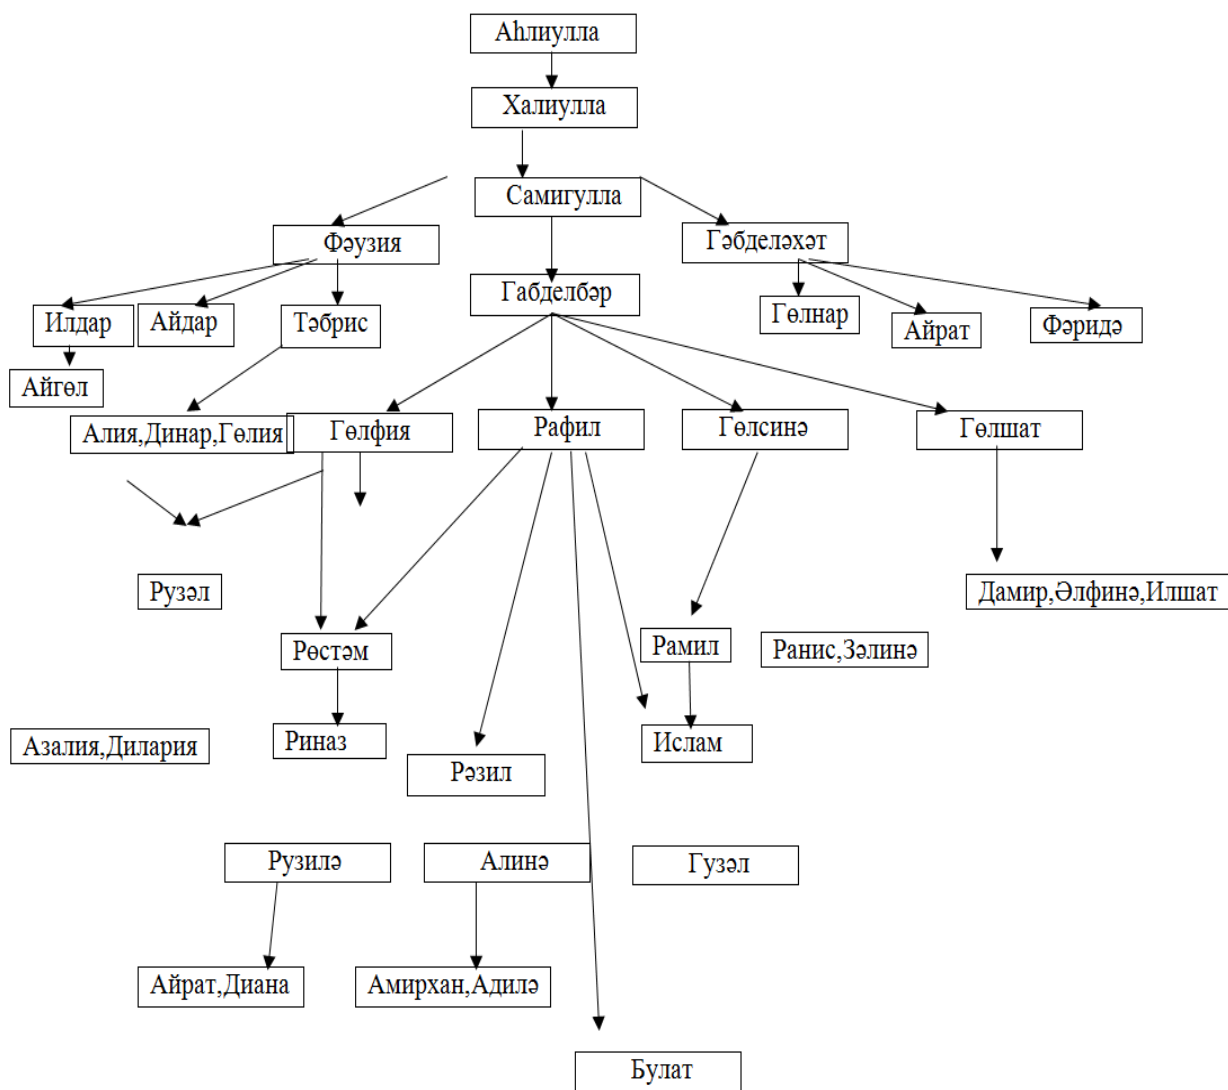 Аһлиулла
Халиулла
Самигулла
Фәузия
Гәбделәхәт
Габделбәр
Илдар
Айдар
Тәбрис
Гөлнар
Айрат
Фәридә
Айгөл
Алия,Динар,Гөлия
Гөлфия
Рафил
Гөлсинә
Гөлшат
Рузәл
Дамир,Әлфинә,Илшат
Рөстәм
Рамил
Ранис,Зәлинә
Азалия,Дилария
Риназ
Ислам
Рәзил
Рузилә
Алинә
Гузәл
Айрат,Диана
Амирхан,Адилә
Булат